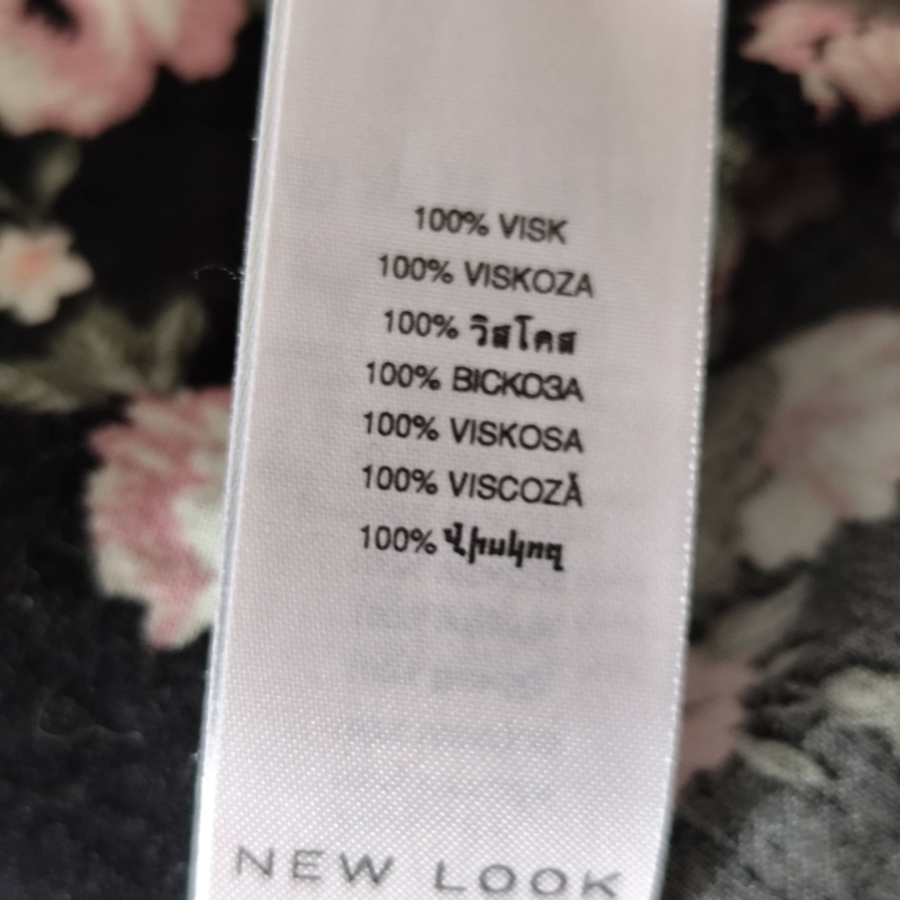 100% VISK
100% VISKOZA
100% วิสโคส
100% ВІСКОЗА
100% VISKOSA
100% VISCOZĂ
100% Վիսկոզ
NEW LOOK